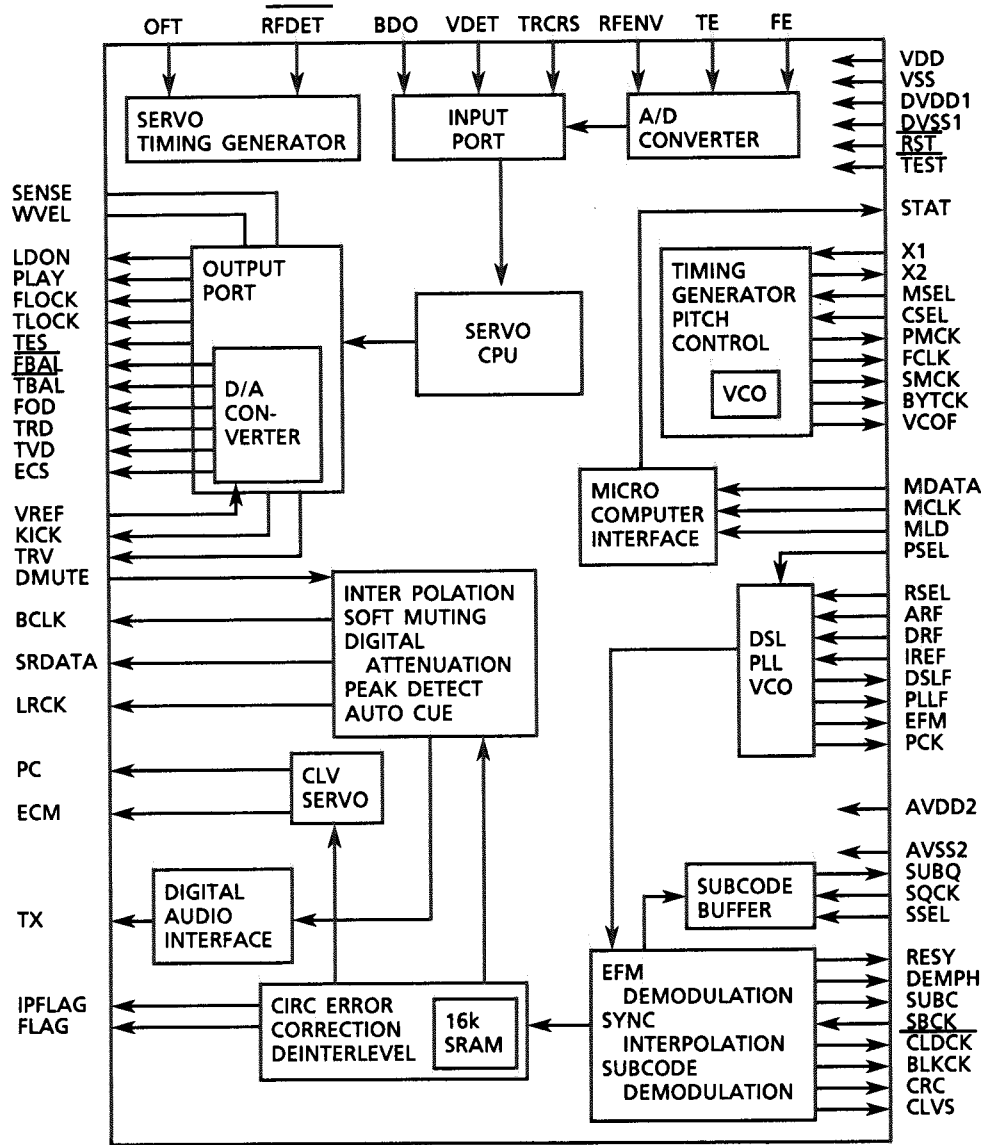 OFT
RFDET
BDO
VDET
TRCRS
RFENV
TE
FE
SERVO
TIMING GENERATOR
INPUT
PORT
A/D
CONVERTER
VDD
VSS
DVDD1
DVSS1
RST
TEST
STAT
SENSE
WVEL
LDON
PLAY
FLOCK
TLOCK
TES
FBAL
TBAL
FOD
TRD
TVD
ECS
VREF
KICK
TRV
DMUTE
BCLK
SRDATA
LRCK
PC
ECM
TX
IPFLAG
FLAG
OUTPUT
PORT
D/A
CON-
VERTER
SERVO
CPU
TIMING
GENERATOR
PITCH
CONTROL
VCO
X1
X2
MSEL
CSEL
PMCK
FCLK
SMCK
BYTCK
VCOF
MICRO
COMPUTER
INTERFACE
MDATA
MCLK
MLD
PSEL
INTER POLATION
SOFT MUTING
DIGITAL
ATTENUATION
PEAK DETECT
AUTO CUE
DSL
PLL
VCO
RSEL
ARF
DRF
IREF
DSLF
PLLF
EFM
PCK
CLV
SERVO
AVDD2
AVSS2
DIGITAL
AUDIO
INTERFACE
SUBCODE
BUFFER
SUBQ
SQCK
SSEL
CIRC ERROR
CORRECTION
DEINTERLEVEL
16k
SRAM
EFM
DEMODULATION
SYNC
INTERPOLATION
SUBCODE
DEMODULATION
RESY
DEMPH
SUBC
SBCK
CLDCK
BLKCK
CRC
CLVS